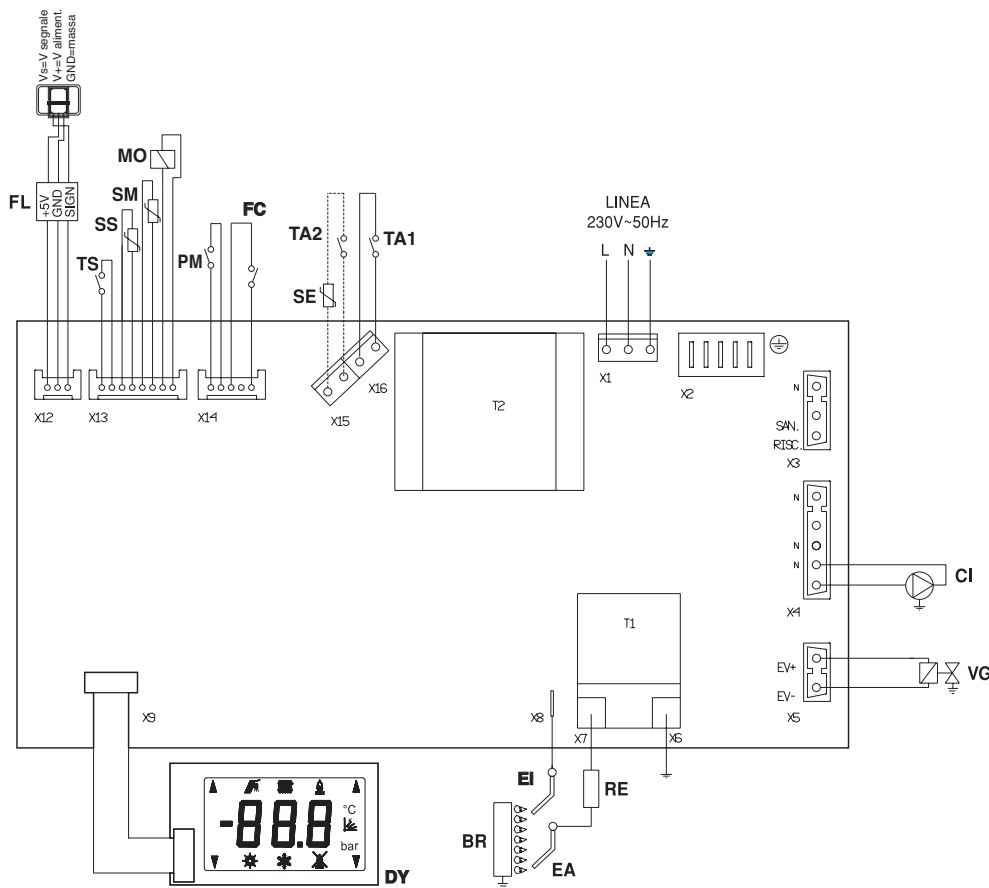 Vs=V segnale
V+=V aliment.
GND=massa
FL
+5V
GND
SIGN
MO
SM
SS
TS
PM
FC
TA2
TA1
SE
LINEA
230V~50Hz
L N
X12
X13
X14
X15
X16
T2
X1
X2
N
SAN.
RISC.
X3
N
N
N
X4
CI
EV+
EV-
X5
VG
T1
X9
X8
X7
X6
EI
RE
BR
EA
-88.8
°C
bar
DY